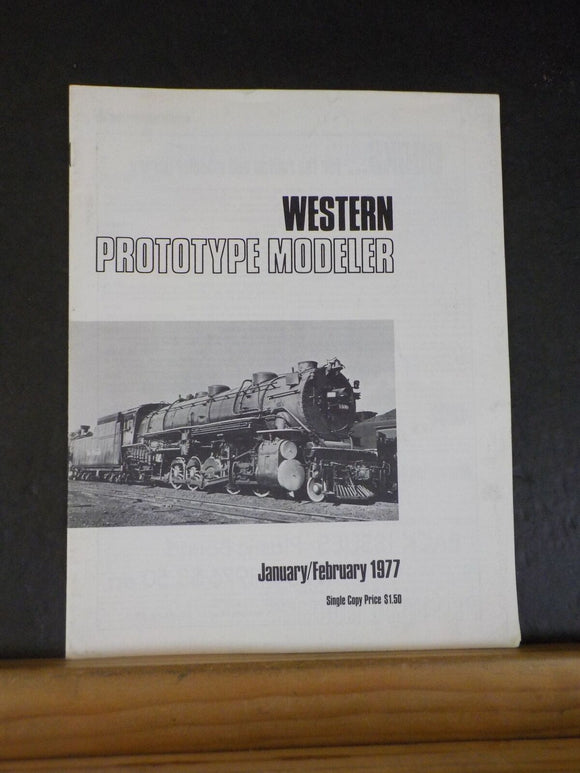 WESTERN
PROTOTYPE MODELER
January/February 1977
Single Copy Price $1.50